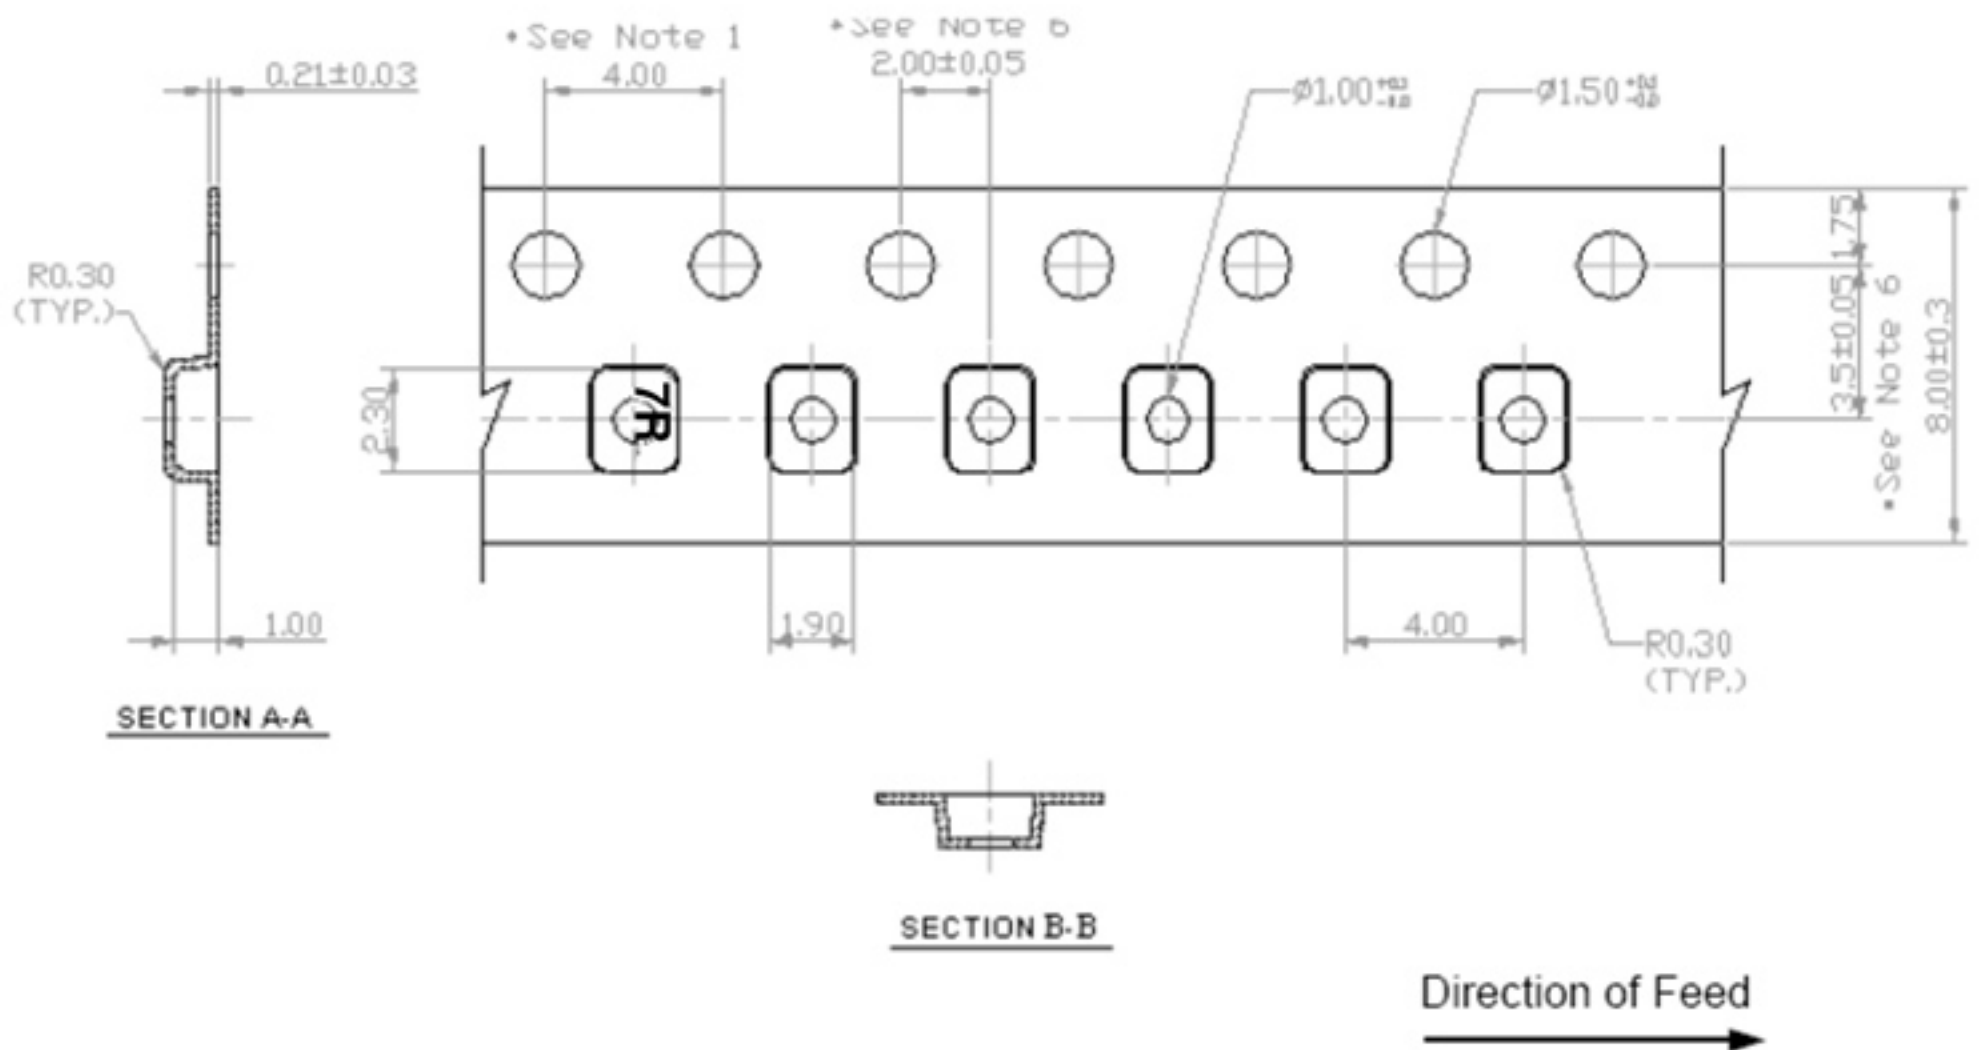 *See Note 1
*See Note 6
0.21±0.03
4.00
2.00±0.05
Ø1.00
Ø1.50
R0.30
(TYP.)
1.75
3.5±0.05
*See Note 6
8.00±0.3
2.30
7R
1.00
1.90
4.00
R0.30
(TYP.)
SECTION A-A
SECTION B-B
Direction of Feed